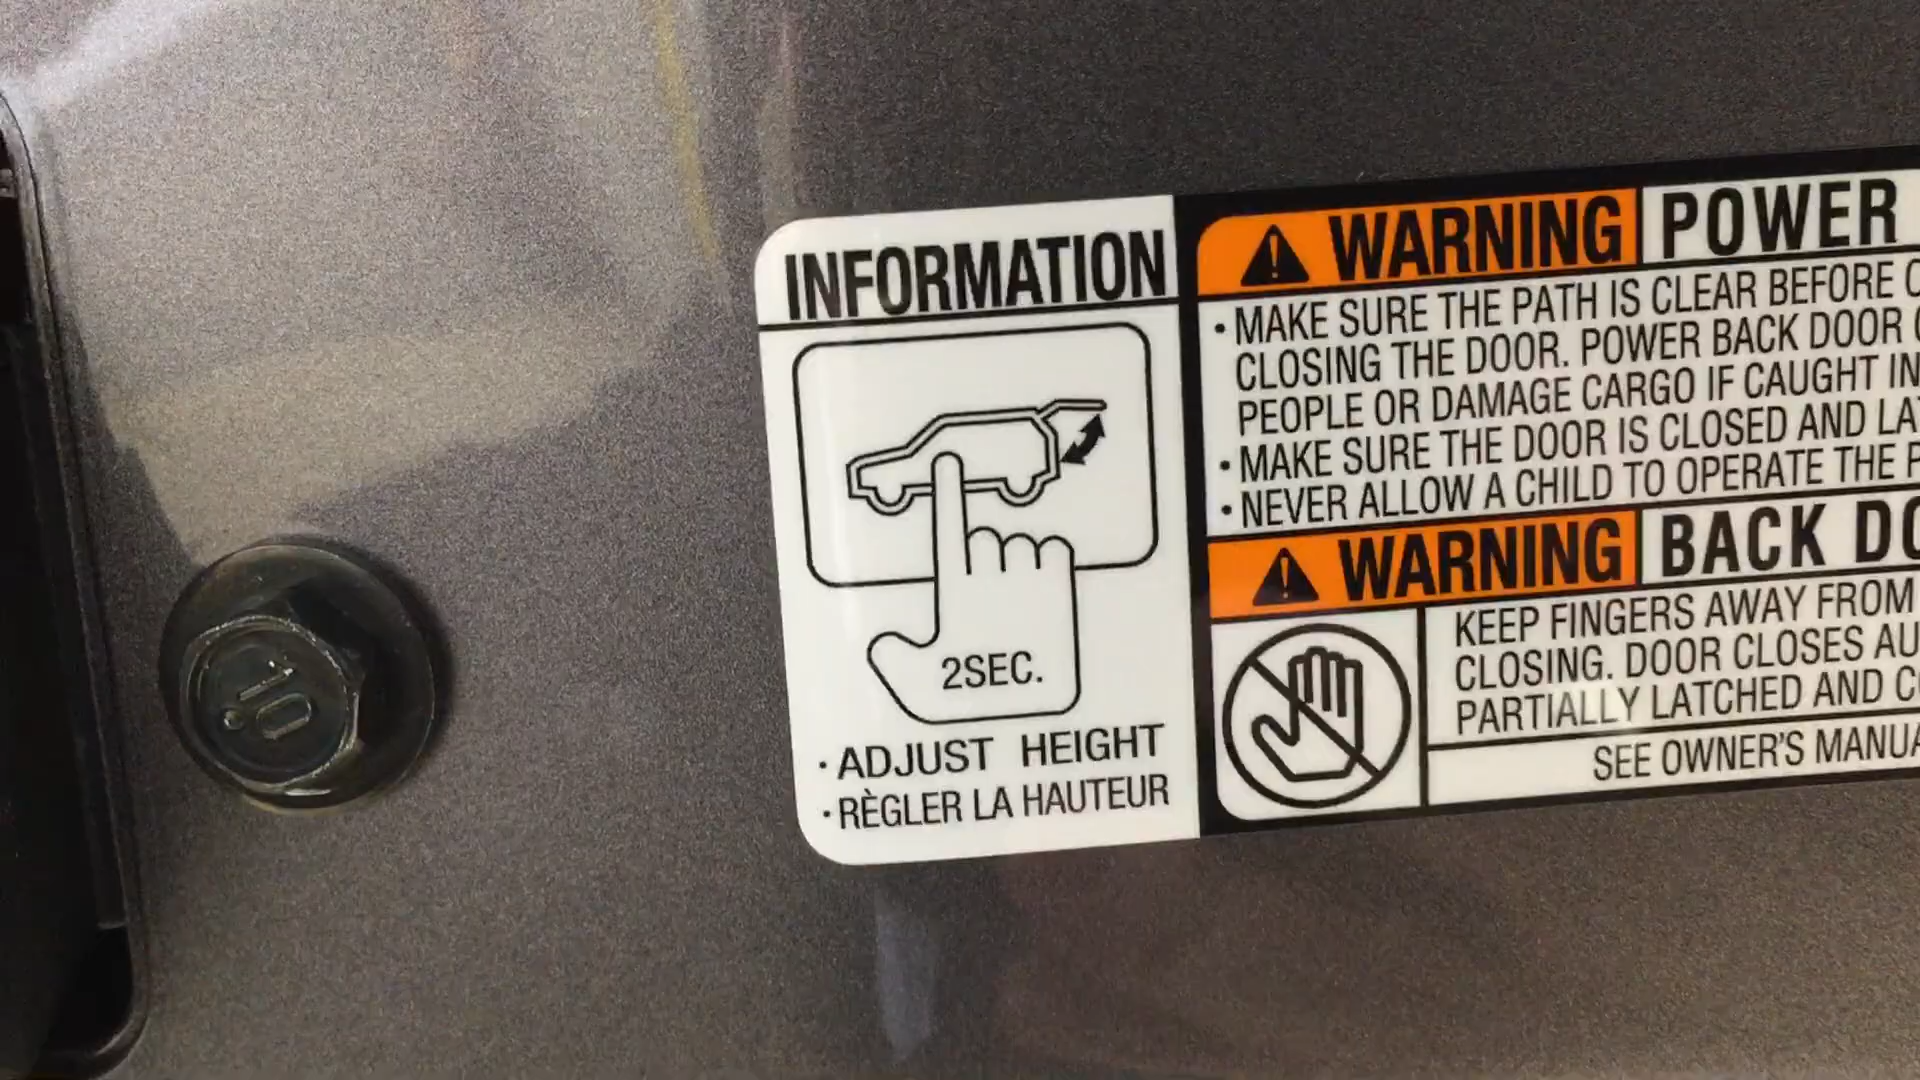 10
INFORMATION
2SEC.
· ADJUST HEIGHT
· RÈGLER LA HAUTEUR
WARNING POWER
· MAKE SURE THE PATH IS CLEAR BEFORE
CLOSING THE DOOR. POWER BACK DOOR
PEOPLE OR DAMAGE CARGO IF CAUGHT IN
· MAKE SURE THE DOOR IS CLOSED AND
· NEVER ALLOW A CHILD TO OPERATE THE
WARNING BACK
KEEP FINGERS AWAY FROM
CLOSING. DOOR CLOSES
PARTIALLY LATCHED AND
SEE OWNER'S